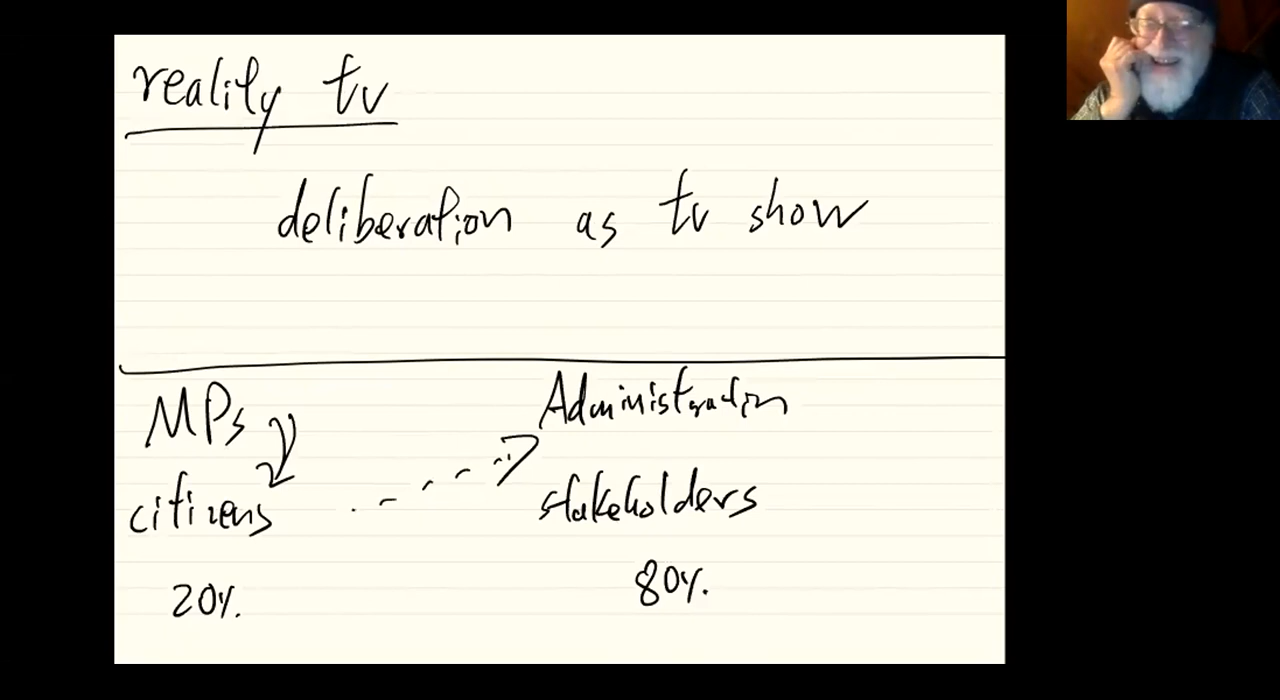 reality tv
deliberation as tv show
MPs
citizens
20%.
Administration
stakeholders
80%.